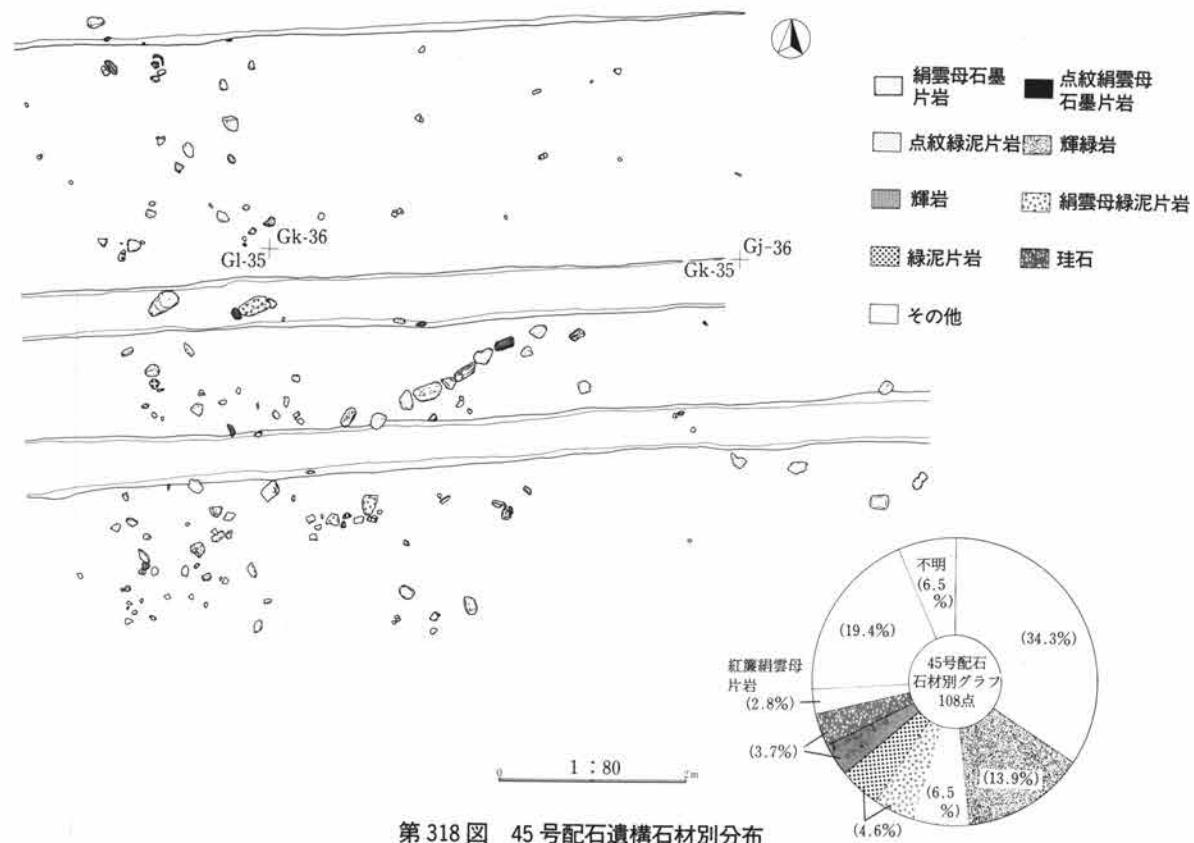 絹雲母石墨
片岩
点紋絹雲母
石墨片岩
点紋緑泥片岩
輝緑岩
輝岩
絹雲母緑泥片岩
緑泥片岩
珪石
その他
Gk-36
Gl-35
Gj-36
Gk-35
不明
(6.5
%)
(34.3%)
(19.4%)
45号配石
石材別グラフ
108点
紅簾絹雲母
片岩
(2.8%)
(3.7%)
(13.9%)
(6.5
%)
(4.6%)
0 1:80 2m
第318図 45号配石遺構石材別分布